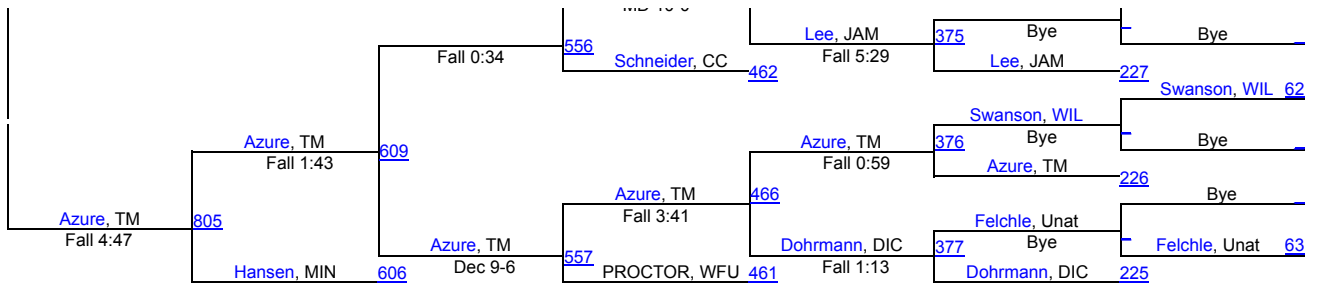 Lee, JAM
375
Bye
Bye
Fall 0:34
556
Fall 5:29
Schneider, CC
462
Lee, JAM
227
Swanson, WIL 62
Swanson, WIL
Azure, TM
609
Azure, TM
376
Bye
Bye
Fall 1:43
Fall 0:59
Azure, TM
226
Azure, TM
466
Bye
Azure, TM
805
Fall 3:41
Felchle, Unat
Fall 4:47
Azure, TM
557
Dohrmann, DIC
377
Bye
Felchle, Unat 63
Hansen, MIN 606
Dec 9-6
PROCTOR, WFU 461
Fall 1:13
Dohrmann, DIC 225